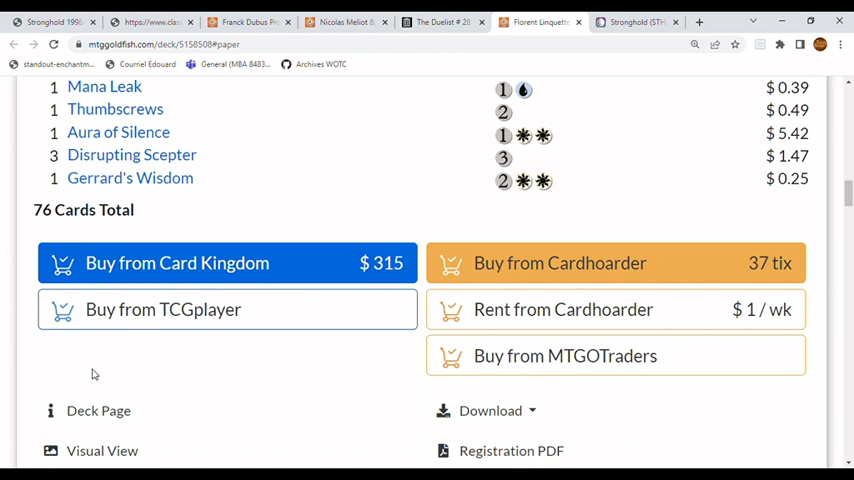 Stronghold 1998
https://www.clas
Franck Dubus Pro
Nicolas Meliot &
The Duelist # 28
Florent Linquette
Stronghold (STH)
mtggoldfish.com/deck/5158508#paper
standout-enchantm...
Courriel Edouard
General (MBA 8483...
Archives WOTC
1 Mana Leak 1 $ 0.39
1 Thumbscrews 2 $ 0.49
1 Aura of Silence 1 $ 5.42
3 Disrupting Scepter 3 $ 1.47
1 Gerrard's Wisdom 2 $ 0.25
76 Cards Total
Buy from Card Kingdom $ 315
Buy from Cardhoarder 37 tix
Buy from TCGplayer
Rent from Cardhoarder $ 1 / wk
Buy from MTGOTraders
Deck Page
Download
Visual View
Registration PDF